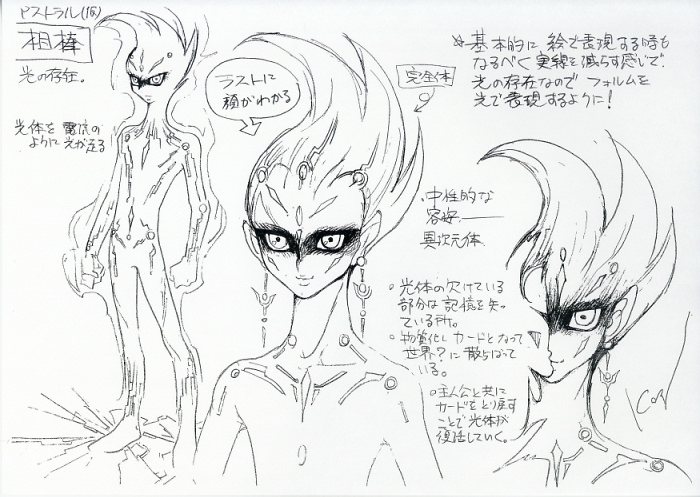 アストラル(仮)
相棒
光の存在。
光体を電流の
ように光が走る
ラストに
顔がわかる
完全体
☆基本的に絵で表現する時も
なるべく実線を減らす感じで、
光の存在なのでフォルムを
光で表現するように!
・中性的な
容姿
異次元体
○光体の欠けている
部分は記憶を失っ
ている所。
○物質化しカードとなって
世界?に散らばって
いる。
○主人公と共に
カードをとり戻す
ことで光体が
復活していく。